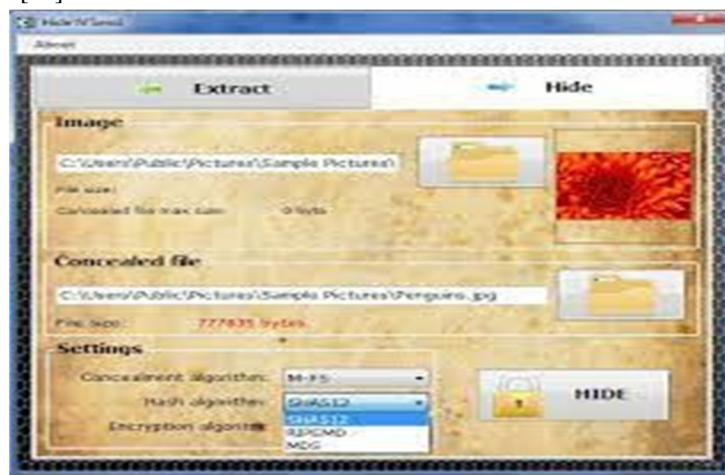 Hide'N'Send
About
Extract
Hide
Image
C:\Users\Public\Pictures\Sample Pictures\
File size:
Concealed file max size: 0 byte
Concealed file
C:\Users\Public\Pictures\Sample Pictures\Penguins.jpg
File Size: 777835 bytes
Settings
Concealment algorithm: M-F5
Hash algorithm: SHA512
SHA512
Encryption algorithm
RIPEMD
MD5
HIDE